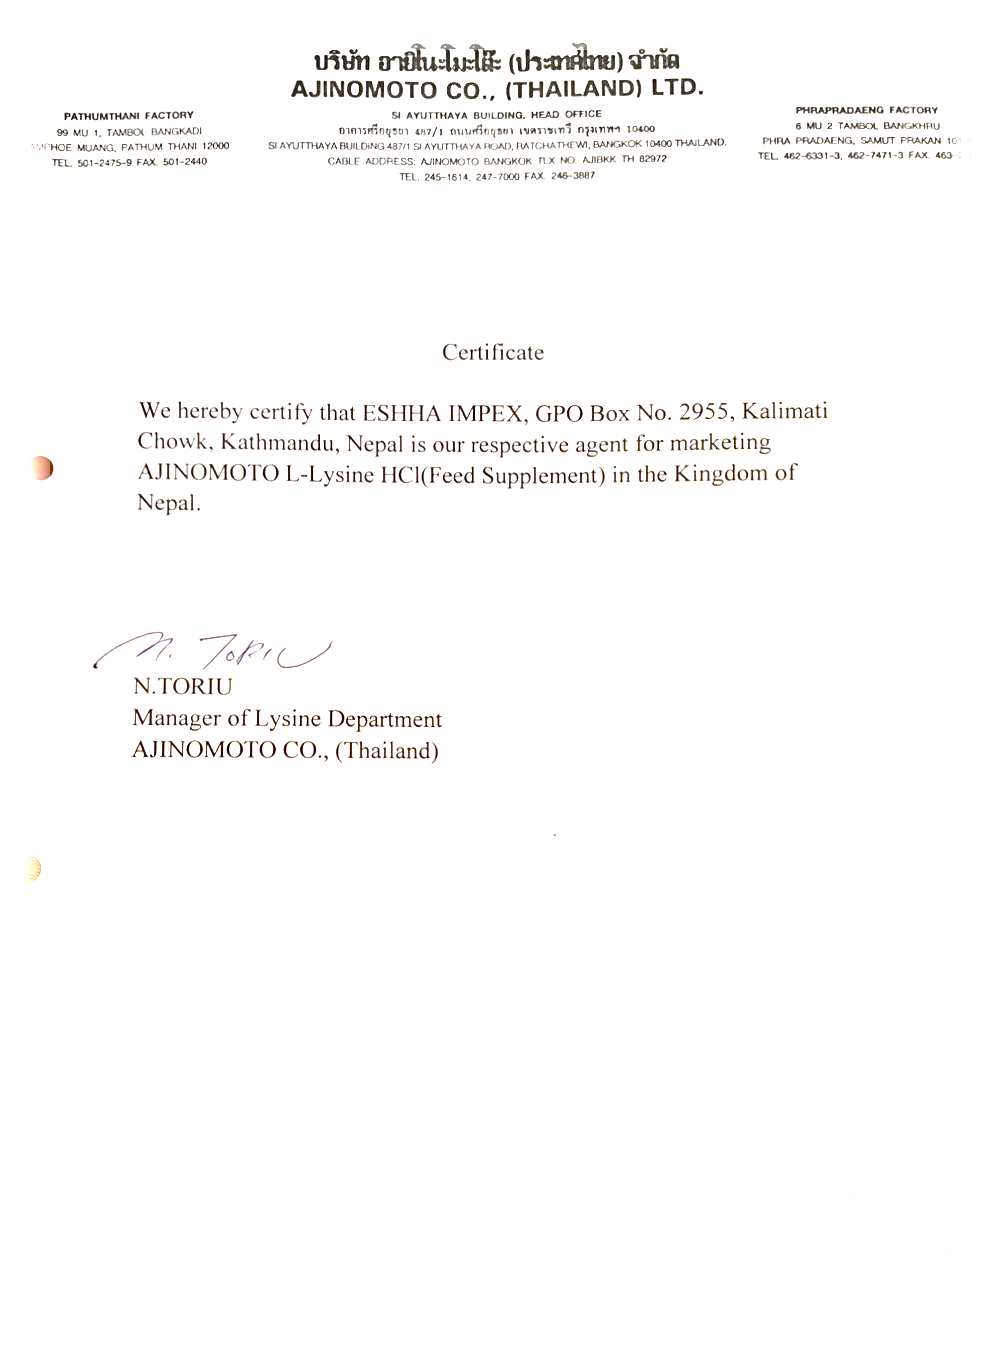 บริษัท อายิโนะโมะโต๊ะ (ประเทศไทย) จำกัด
AJINOMOTO CO., (THAILAND) LTD.
PATHUMTHANI FACTORY
99 MU 1, TAMBOL BANGKADI
AMPHOE MUANG, PATHUM THANI 12000
TEL. 501-2475-9 FAX. 501-2440
SI AYUTTHAYA BUILDING, HEAD OFFICE
อาคารศรีอยุธยา 487/1 ถนนศรีอยุธยา เขตราชเทวี กรุงเทพฯ 10400
SI AYUTTHAYA BUILDING 487/1 SI AYUTTHAYA ROAD, RATCHATHEWI, BANGKOK 10400 THAILAND.
CABLE ADDRESS: AJINOMOTO BANGKOK TLX NO. AJIBKK TH 82972
TEL. 245-1614, 247-7000 FAX. 246-3887
PHRAPRADAENG FACTORY
6 MU 2 TAMBOL BANGKHRU
PHRA PRADAENG, SAMUT PRAKAN
TEL. 462-6331-3, 462-7471-3 FAX. 463-
Certificate
We hereby certify that ESHHA IMPEX, GPO Box No. 2955, Kalimati
Chowk, Kathmandu, Nepal is our respective agent for marketing
AJINOMOTO L-Lysine HCl(Feed Supplement) in the Kingdom of
Nepal.
N. TORIU
N.TORIU
Manager of Lysine Department
AJINOMOTO CO., (Thailand)